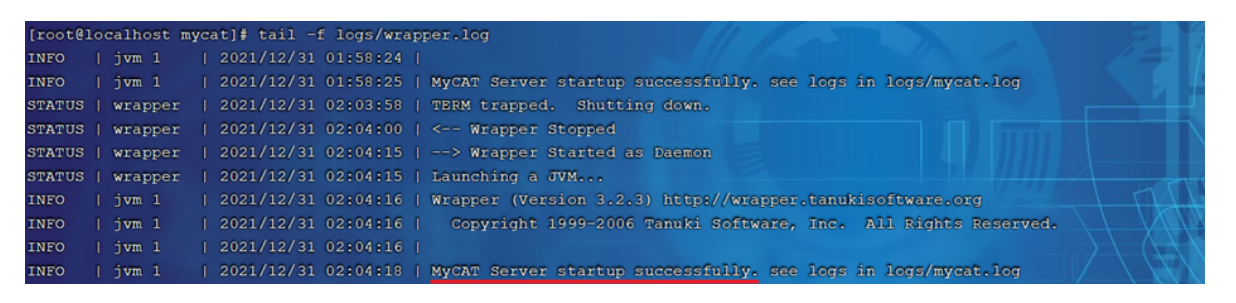 [root@localhost mycat]# tail -f logs/wrapper.log
INFO   | jvm 1    | 2021/12/31 01:58:24 |
INFO   | jvm 1    | 2021/12/31 01:58:25 | MyCAT Server startup successfully. see logs in logs/mycat.log
STATUS | wrapper  | 2021/12/31 02:03:58 | TERM trapped.  Shutting down.
STATUS | wrapper  | 2021/12/31 02:04:00 | <-- Wrapper Stopped
STATUS | wrapper  | 2021/12/31 02:04:15 | --> Wrapper Started as Daemon
STATUS | wrapper  | 2021/12/31 02:04:15 | Launching a JVM...
INFO   | jvm 1    | 2021/12/31 02:04:16 | Wrapper (Version 3.2.3) http://wrapper.tanukisoftware.org
INFO   | jvm 1    | 2021/12/31 02:04:16 |   Copyright 1999-2006 Tanuki Software, Inc.  All Rights Reserved.
INFO   | jvm 1    | 2021/12/31 02:04:16 |
INFO   | jvm 1    | 2021/12/31 02:04:18 | MyCAT Server startup successfully. see logs in logs/mycat.log